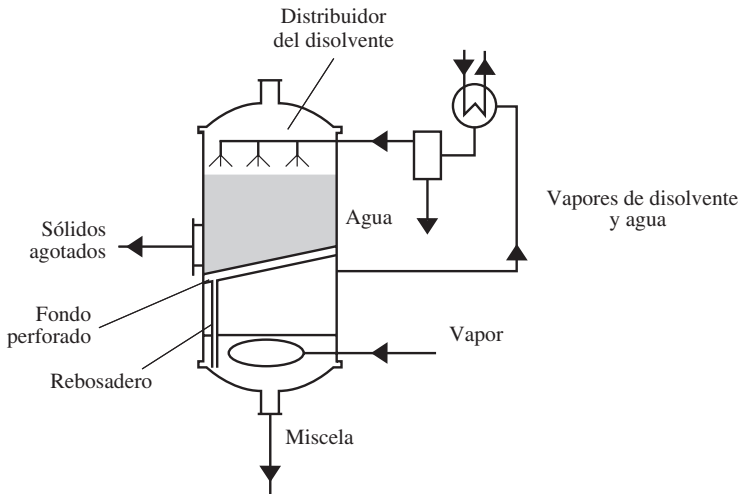 Distribuidor
del disolvente
Vapores de disolvente
y agua
Agua
Sólidos
agotados
Fondo
perforado
Vapor
Rebosadero
Miscela